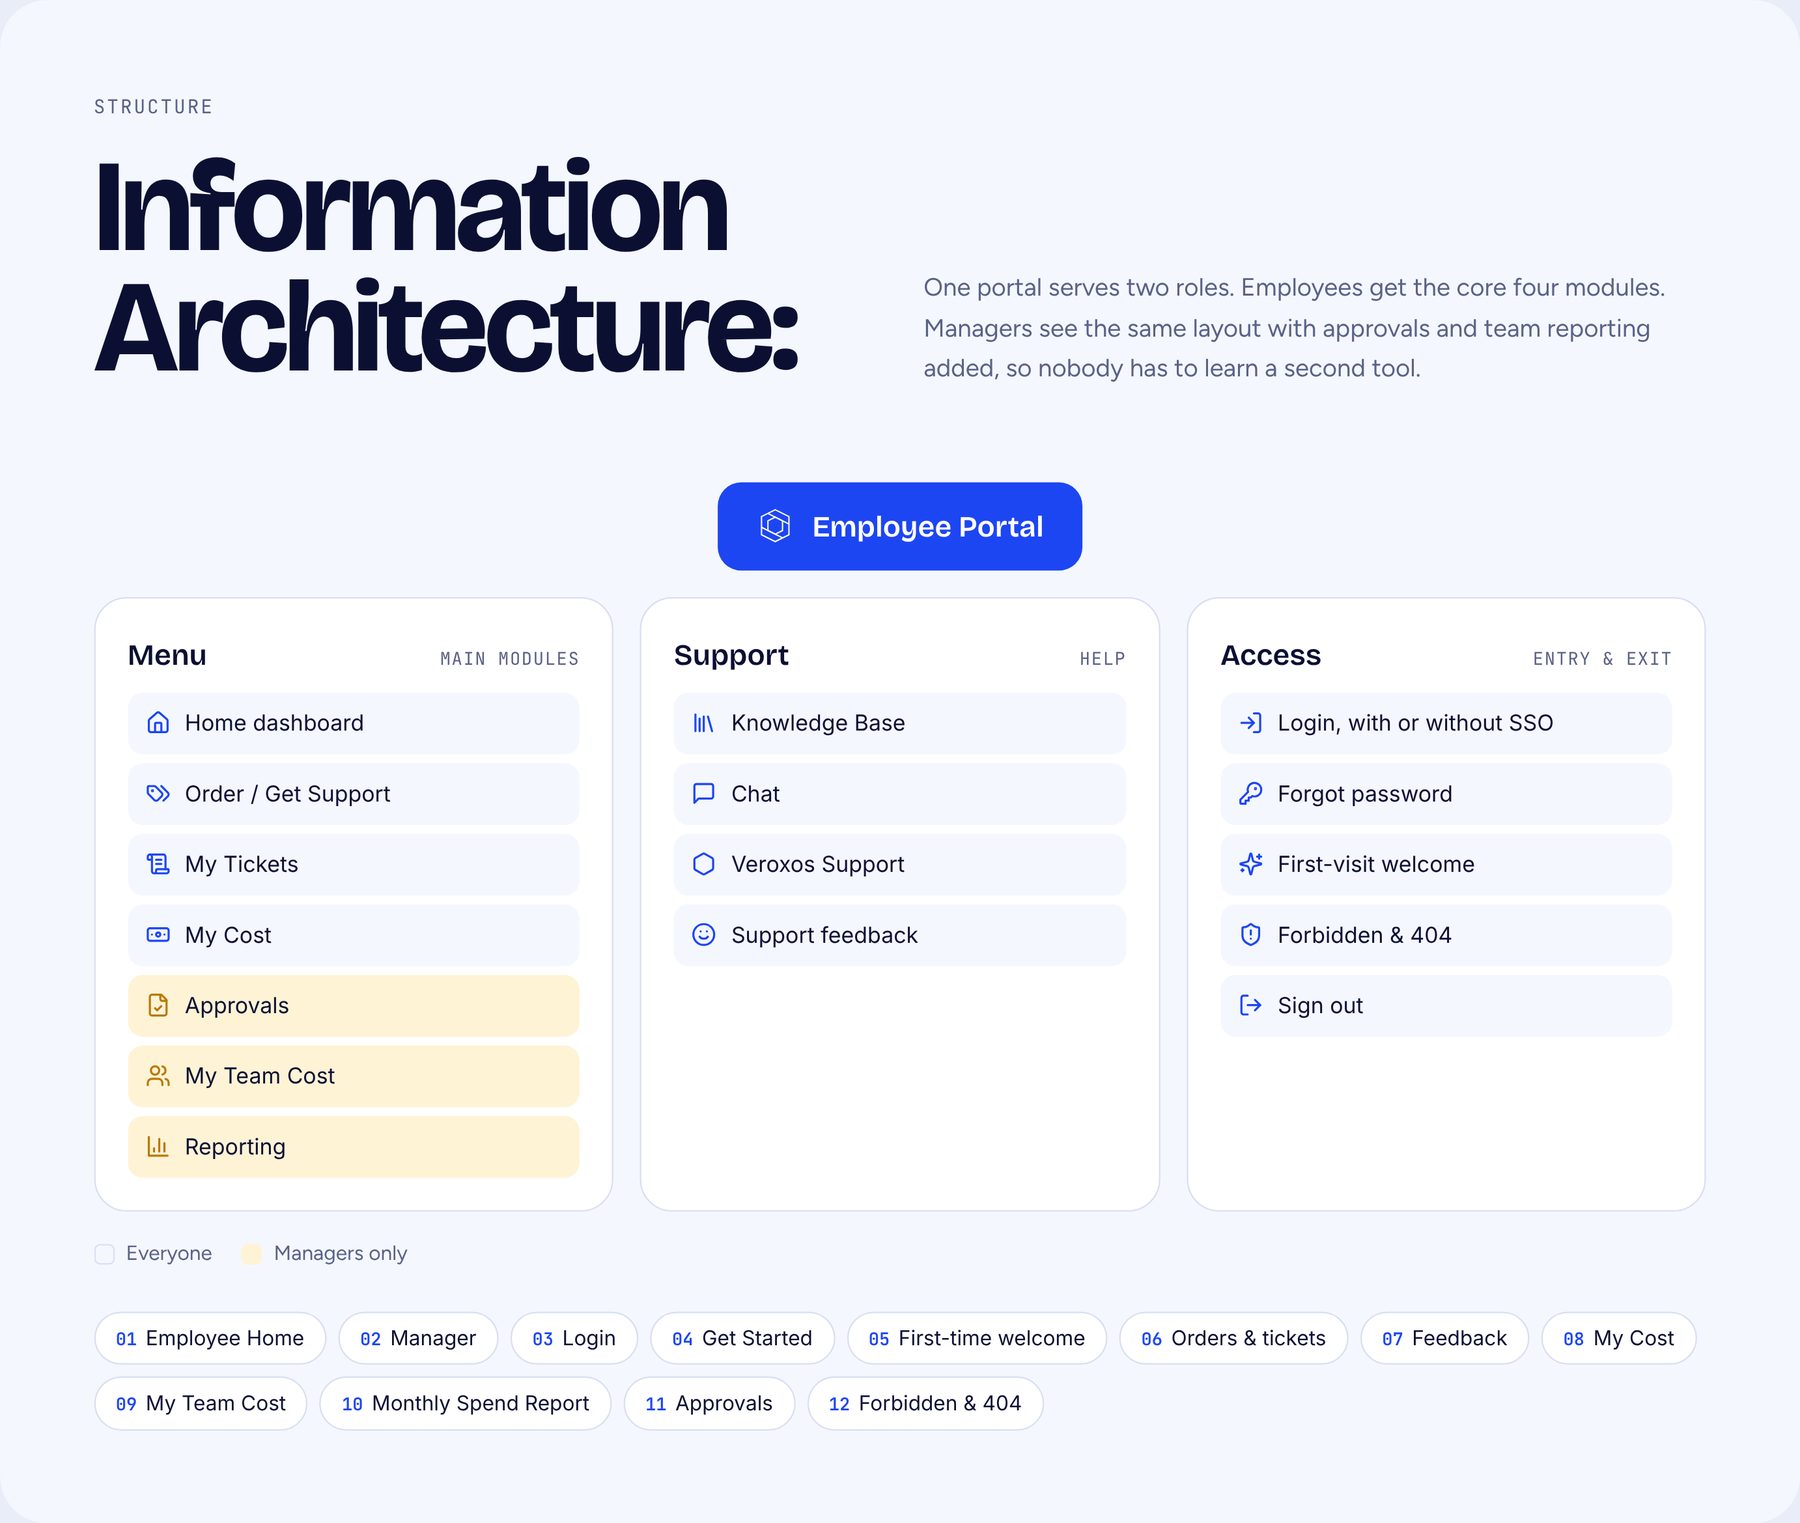 STRUCTURE
Information
Architecture:
One portal serves two roles. Employees get the core four modules.
Managers see the same layout with approvals and team reporting
added, so nobody has to learn a second tool.
Employee Portal
Menu MAIN MODULES
Home dashboard
Order / Get Support
My Tickets
My Cost
Approvals
My Team Cost
Reporting
Support HELP
Knowledge Base
Chat
Veroxos Support
Support feedback
Access ENTRY & EXIT
Login, with or without SSO
Forgot password
First-visit welcome
Forbidden & 404
Sign out
Everyone Managers only
01 Employee Home 02 Manager 03 Login 04 Get Started 05 First-time welcome 06 Orders & tickets 07 Feedback 08 My Cost
09 My Team Cost 10 Monthly Spend Report 11 Approvals 12 Forbidden & 404